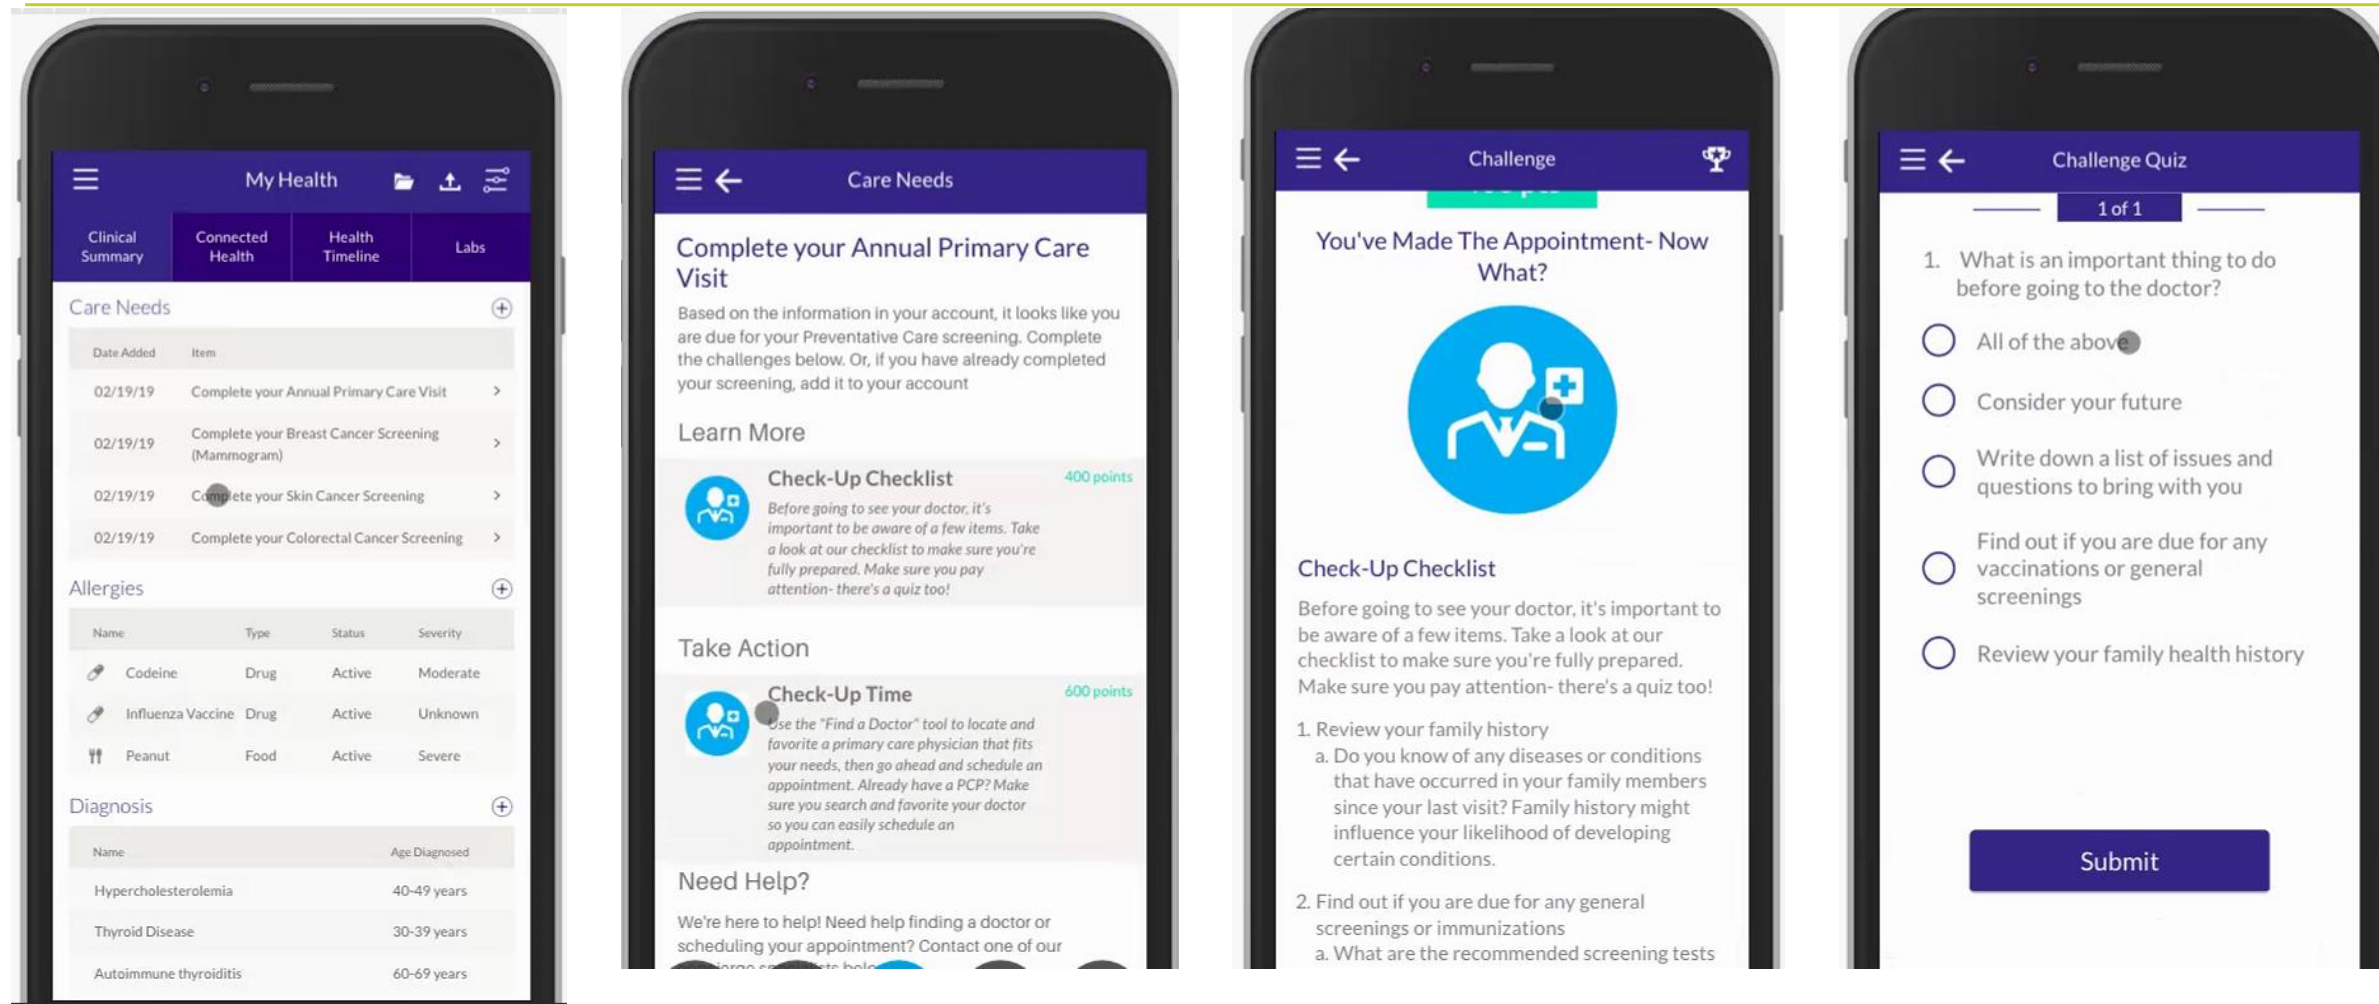 My Health
Clinical
Summary
Connected
Health
Health
Timeline
Labs
Care Needs
Date Added Item
02/19/19 Complete your Annual Primary Care Visit
02/19/19 Complete your Breast Cancer Screening
(Mammogram)
02/19/19 Complete your Skin Cancer Screening
02/19/19 Complete your Colorectal Cancer Screening
Allergies
Name Type Status Severity
Codeine Drug Active Moderate
Influenza Vaccine Drug Active Unknown
Peanut Food Active Severe
Diagnosis
Name Age Diagnosed
Hypercholesterolemia 40-49 years
Thyroid Disease 30-39 years
Autoimmune thyroiditis 60-69 years
Care Needs
Complete your Annual Primary Care
Visit
Based on the information in your account, it looks like you
are due for your Preventative Care screening. Complete
the challenges below. Or, if you have already completed
your screening, add it to your account
Learn More
Check-Up Checklist 400 points
Before going to see your doctor, it's
important to be aware of a few items. Take
a look at our checklist to make sure you're
fully prepared. Make sure you pay
attention- there's a quiz too!
Take Action
Check-Up Time 600 points
Use the "Find a Doctor" tool to locate and
favorite a primary care physician that fits
your needs, then go ahead and schedule an
appointment. Already have a PCP? Make
sure you search and favorite your doctor
so you can easily schedule an
appointment.
Need Help?
We're here to help! Need help finding a doctor or
scheduling your appointment? Contact one of our
Challenge
You've Made The Appointment- Now
What?
Check-Up Checklist
Before going to see your doctor, it's important to
be aware of a few items. Take a look at our
checklist to make sure you're fully prepared.
Make sure you pay attention- there's a quiz too!
1. Review your family history
a. Do you know of any diseases or conditions
that have occurred in your family members
since your last visit? Family history might
influence your likelihood of developing
certain conditions.
2. Find out if you are due for any general
screenings or immunizations
a. What are the recommended screening tests
Challenge Quiz
1 of 1
1. What is an important thing to do
before going to the doctor?
All of the above
Consider your future
Write down a list of issues and
questions to bring with you
Find out if you are due for any
vaccinations or general
screenings
Review your family health history
Submit